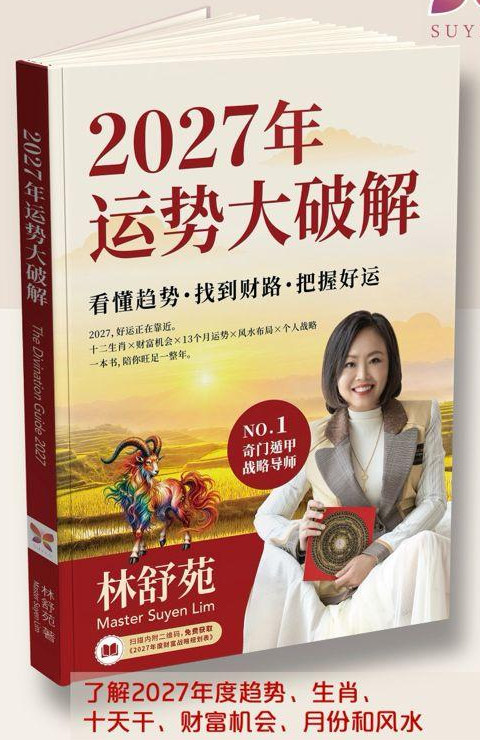 SUY
2027年
运势大破解
看懂趋势·找到财路·把握好运
2027,好运正在靠近。
十二生肖×财富机会×13个月运势×风水布局×个人战略
一本书,陪你旺足一整年。
NO.1
奇门遁甲
战略导师
林舒苑
Master Suyen Lim
扫描内附二维码,免费获取
《2027年度财富战略规划表》
2027年运势大破解
The Divination Guide 2027
林舒苑 著
Master Suyen Lim
了解2027年度趋势、生肖、
十天干、财富机会、月份和风水